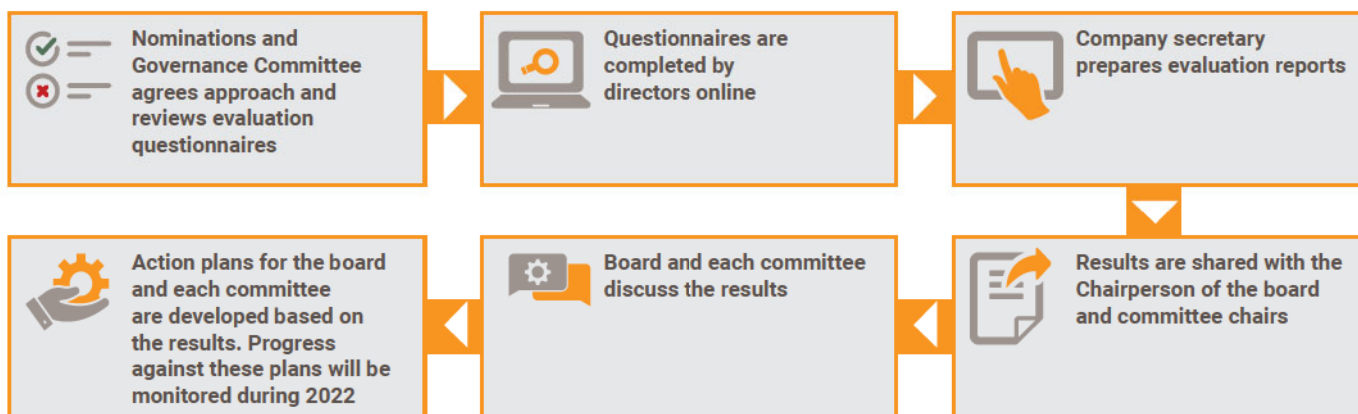 Nominations and
Governance Committee
agrees approach and
reviews evaluation
questionnaires
Questionnaires are
completed by
directors online
Company secretary
prepares evaluation reports
Results are shared with the
Chairperson of the board
and committee chairs
Board and each committee
discuss the results
Action plans for the board
and each committee
are developed based on
the results. Progress
against these plans will be
monitored during 2022